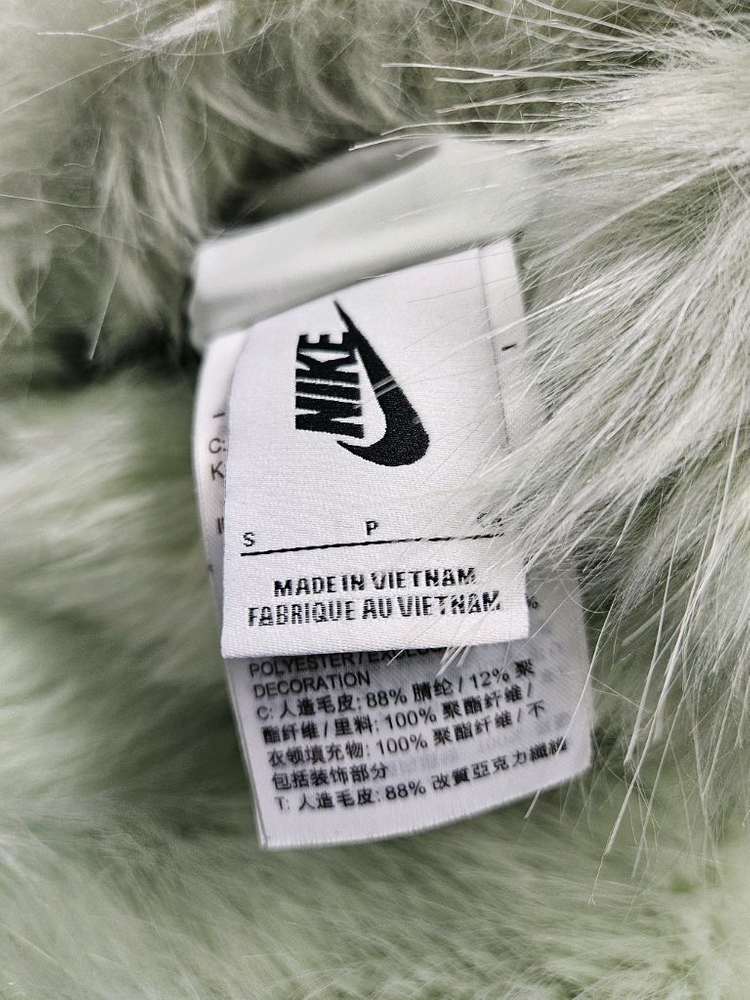 NIKE
S P
MADE IN VIETNAM
FABRIQUE AU VIETNAM
%
POLYESTER /
DECORATION
C: 人造毛皮: 88% 腈纶 / 12% 聚
酯纤维 / 里料: 100% 聚酯纤维 /
衣领填充物: 100% 聚酯纤维 / 不
包括装饰部分
T: 人造毛皮: 88% 改質亞克力纖維